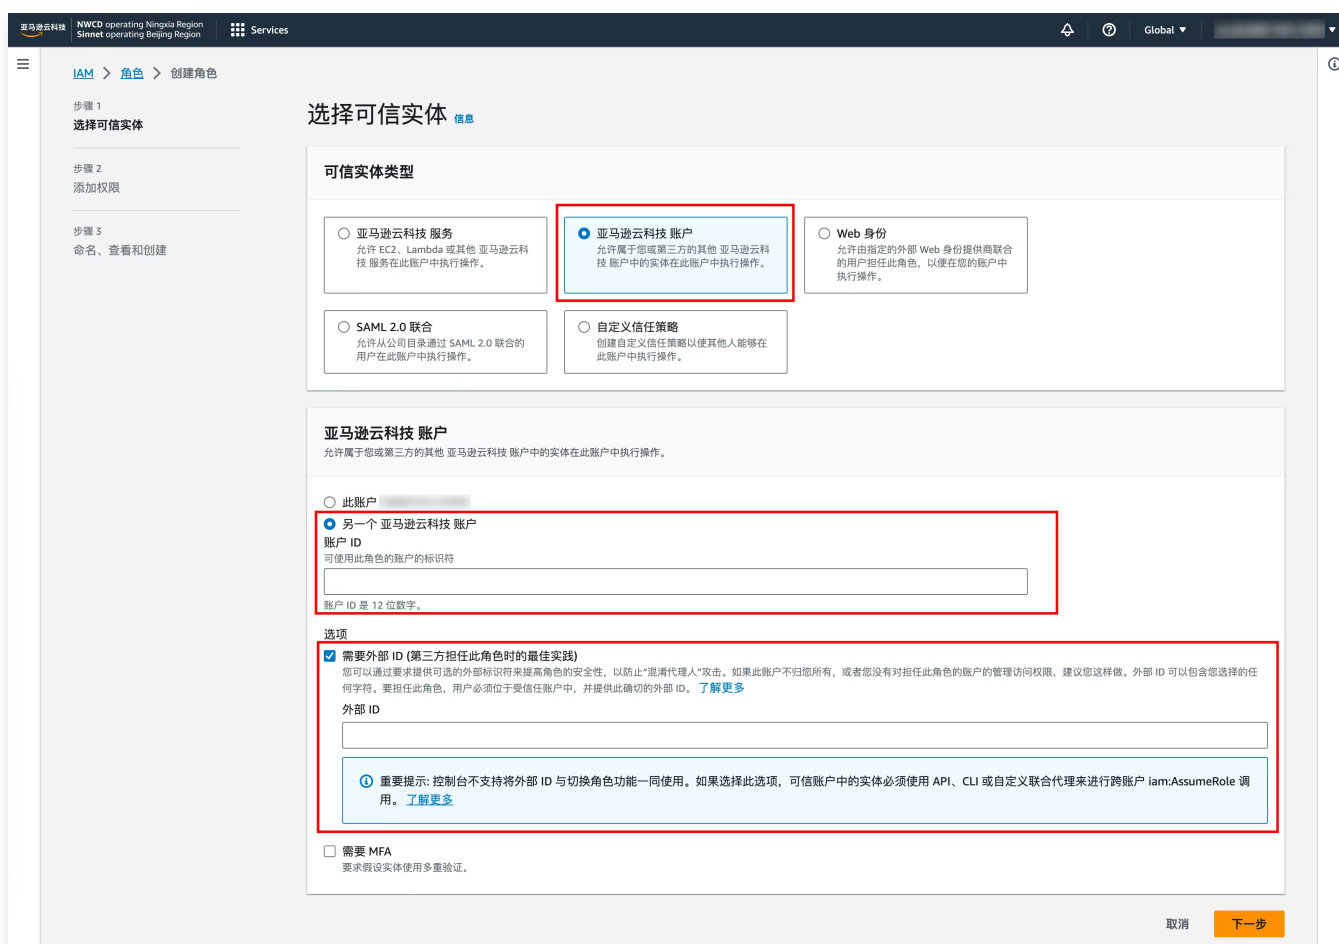 亚马逊云科技
NWCD operating Ningxia Region
Sinnet operating Beijing Region
Services
Global
IAM
角色
创建角色
步骤 1
选择可信实体
步骤 2
添加权限
步骤 3
命名、查看和创建
选择可信实体 信息
可信实体类型
亚马逊云科技 服务
允许 EC2、Lambda 或其他 亚马逊云科
技 服务在此账户中执行操作。
亚马逊云科技 账户
允许属于您或第三方的其他 亚马逊云科
技 账户中的实体在此账户中执行操作。
Web 身份
允许由指定的外部 Web 身份提供商联合
的用户担任此角色，以便在您的账户中
执行操作。
SAML 2.0 联合
允许从公司目录通过 SAML 2.0 联合的
用户在此账户中执行操作。
自定义信任策略
创建自定义信任策略以使其他人能够在
此账户中执行操作。
亚马逊云科技 账户
允许属于您或第三方的其他 亚马逊云科技 账户中的实体在此账户中执行操作。
此账户
另一个 亚马逊云科技 账户
账户 ID
可使用此角色的账户的标识符
账户 ID 是 12 位数字。
选项
需要外部 ID (第三方担任此角色时的最佳实践)
您可以通过要求提供可选的外部标识符来提高角色的安全性，以防止“混淆代理人”攻击。如果此账户不归您所有，或者您没有对担任此角色的账户的管理访问权限，建议您这样做。外部 ID 可以包含您选择的任
何字符。要担任此角色，用户必须位于受信任账户中，并提供此确切的外部 ID。 了解更多
外部 ID
重要提示: 控制台不支持将外部 ID 与切换角色功能一同使用。如果选择此选项，可信账户中的实体必须使用 API、CLI 或自定义联合代理来进行跨账户 iam:AssumeRole 调
用。 了解更多
需要 MFA
要求假设实体使用多重验证。
取消
下一步